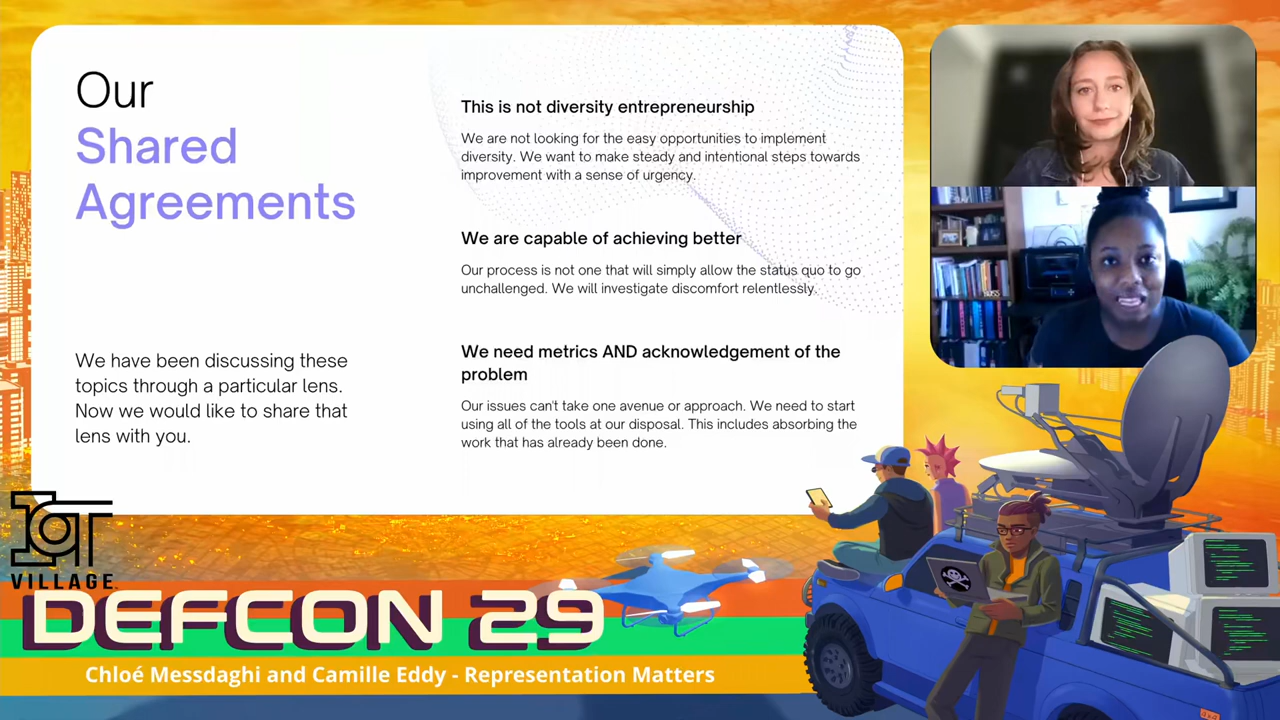 Our
Shared
Agreements
We have been discussing these
topics through a particular lens.
Now we would like to share that
lens with you.
This is not diversity entrepreneurship
We are not looking for the easy opportunities to implement
diversity. We want to make steady and intentional steps towards
improvement with a sense of urgency.
We are capable of achieving better
Our process is not one that will simply allow the status quo to go
unchallenged. We will investigate discomfort relentlessly.
We need metrics AND acknowledgement of the
problem
Our issues can't take one avenue or approach. We need to start
using all of the tools at our disposal. This includes absorbing the
work that has already been done.
IoT
VILLAGE
DEFCON 29
Chloé Messdaghi and Camille Eddy - Representation Matters